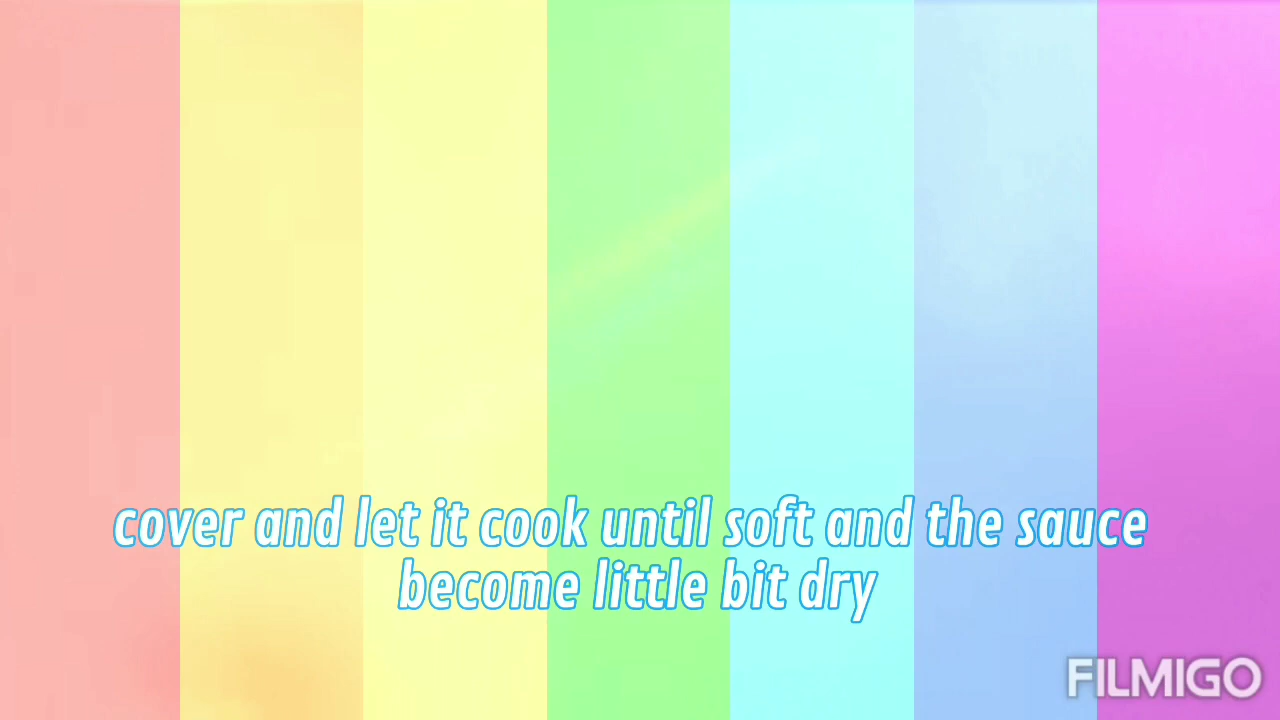 cover and let it cook until soft and the sauce
become little bit dry
FILMIGO